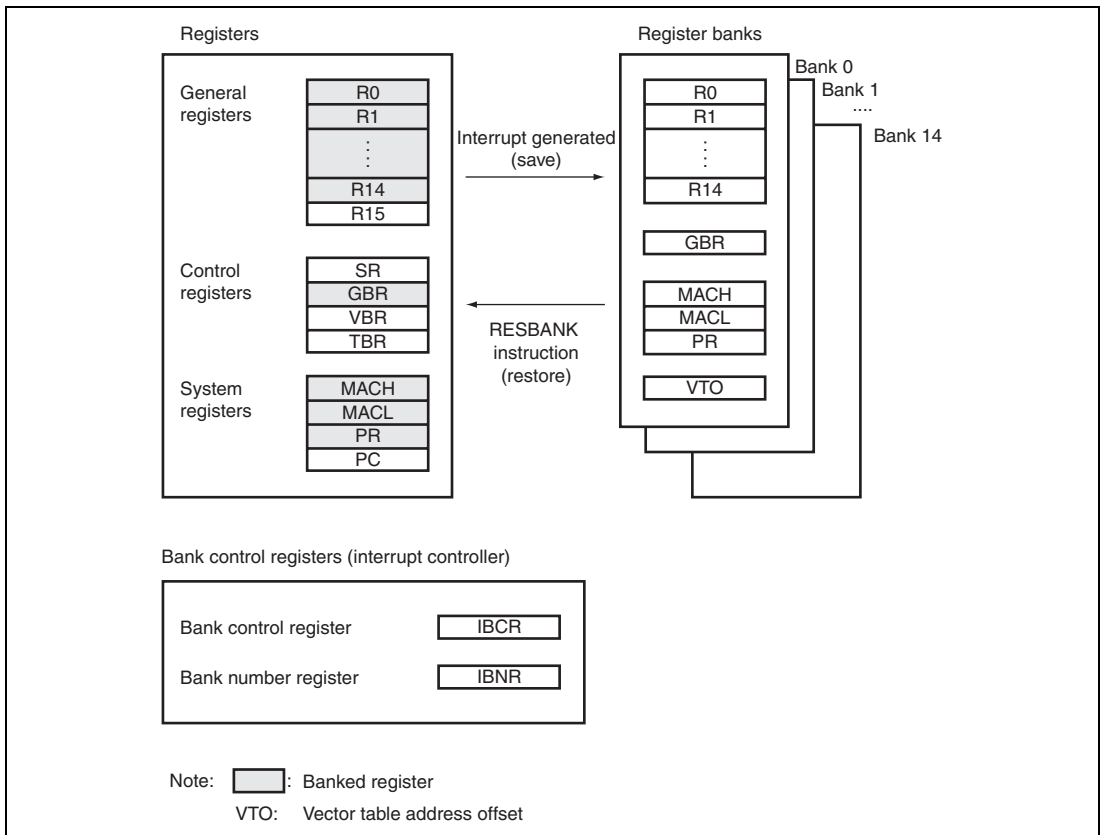 Registers
General
registers
R0
R1
⋮
R14
R15
Control
registers
SR
GBR
VBR
TBR
System
registers
MACH
MACL
PR
PC
Interrupt generated
(save)
RESBANK
instruction
(restore)
Register banks
Bank 0
Bank 1
....
Bank 14
R0
R1
⋮
R14
GBR
MACH
MACL
PR
VTO
Bank control registers (interrupt controller)
Bank control register
IBCR
Bank number register
IBNR
Note: : Banked register
VTO: Vector table address offset